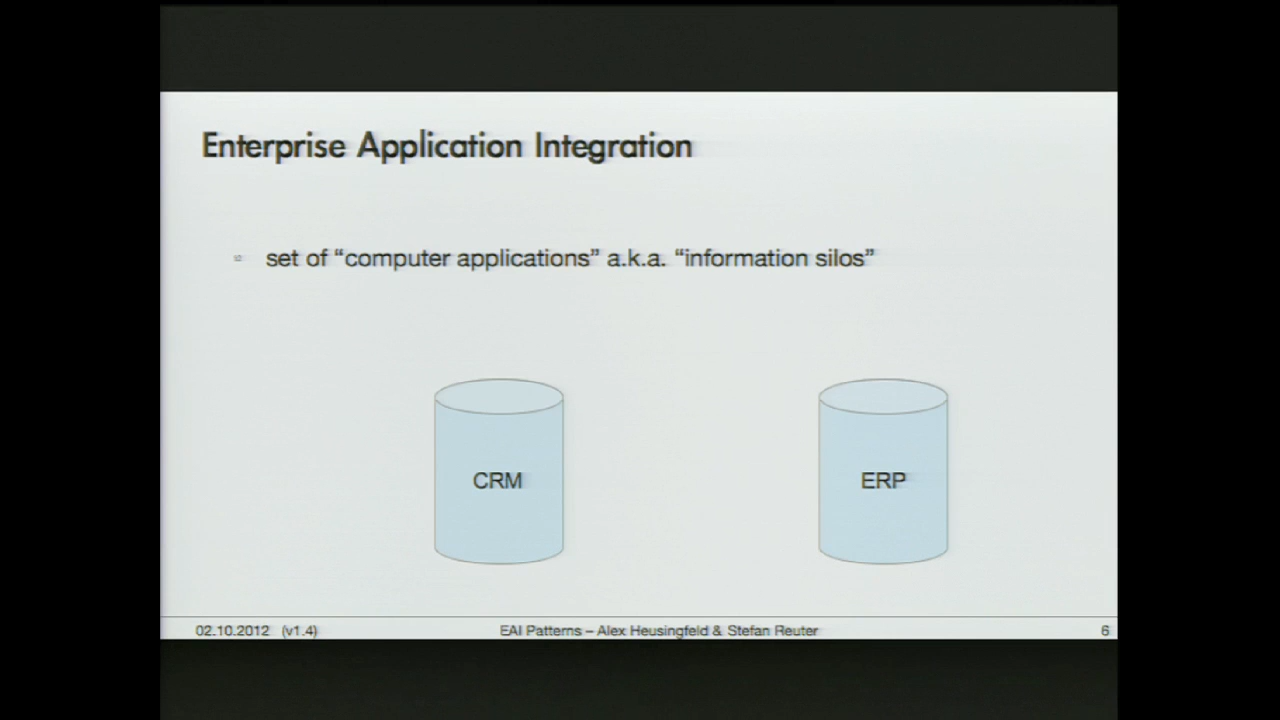 Enterprise Application Integration
set of “computer applications” a.k.a. “information silos”
CRM
ERP
02.10.2012 (v1.4)
EAI Patterns – Alex Heusingfeld & Stefan Reuter
6